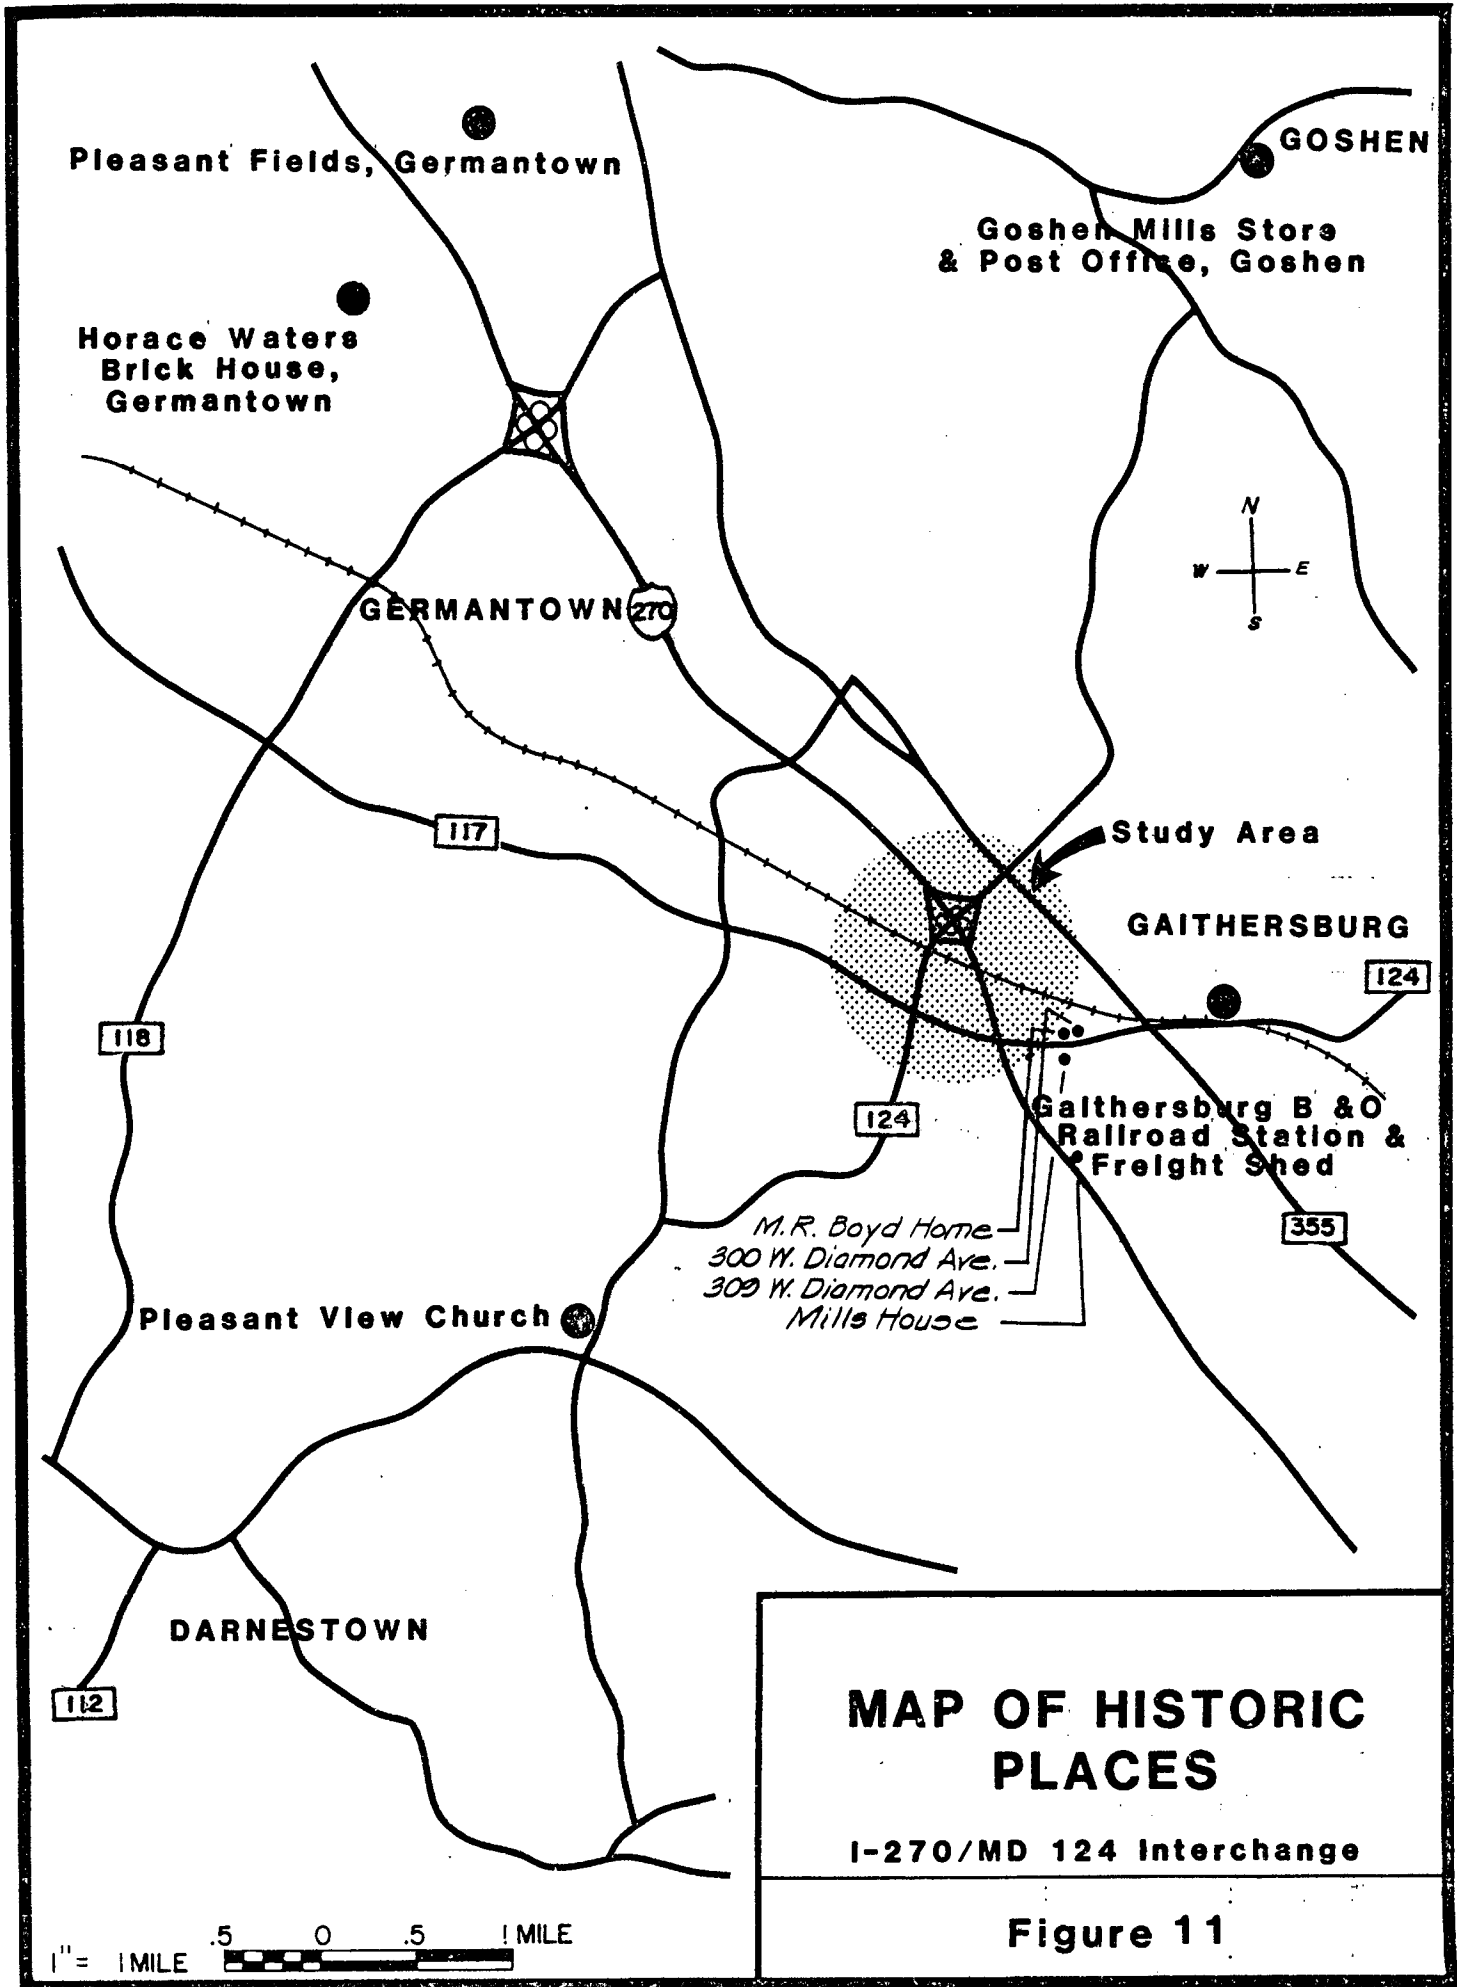 GOSHEN
Pleasant Fields, Germantown
Goshen Mills Store
& Post Office, Goshen
Horace Waters
Brick House,
Germantown
N
W
E
S
GERMANTOWN
270
117
Study Area
GAITHERSBURG
124
118
124
Gaithersburg B &O
Railroad Station &
Freight Shed
M.R. Boyd Home
300 W. Diamond Ave.
309 W. Diamond Ave.
Mills House
355
Pleasant View Church
DARNESTOWN
112
MAP OF HISTORIC
PLACES
I-270/MD 124 Interchange
Figure 11
.5 0 .5 1 MILE
1" = 1 MILE